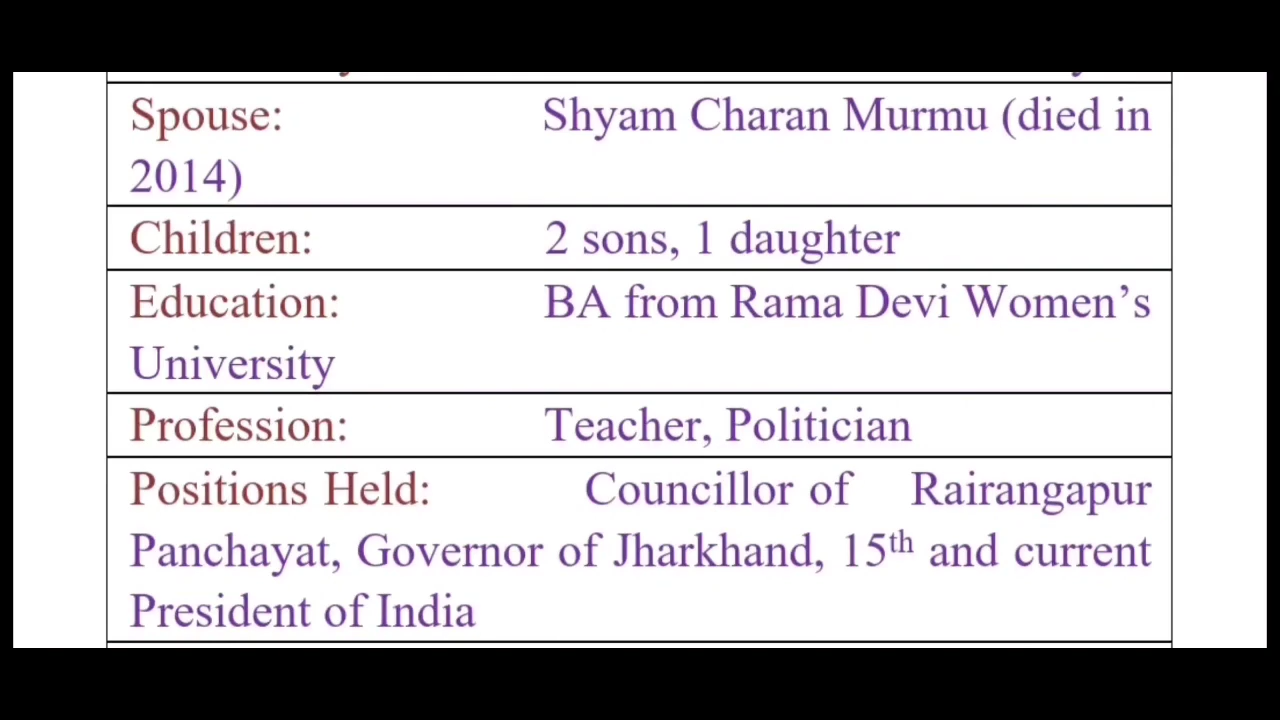 Spouse: Shyam Charan Murmu (died in
2014)
Children: 2 sons, 1 daughter
Education: BA from Rama Devi Women’s
University
Profession: Teacher, Politician
Positions Held: Councillor of Rairangapur
Panchayat, Governor of Jharkhand, 15th and current
President of India